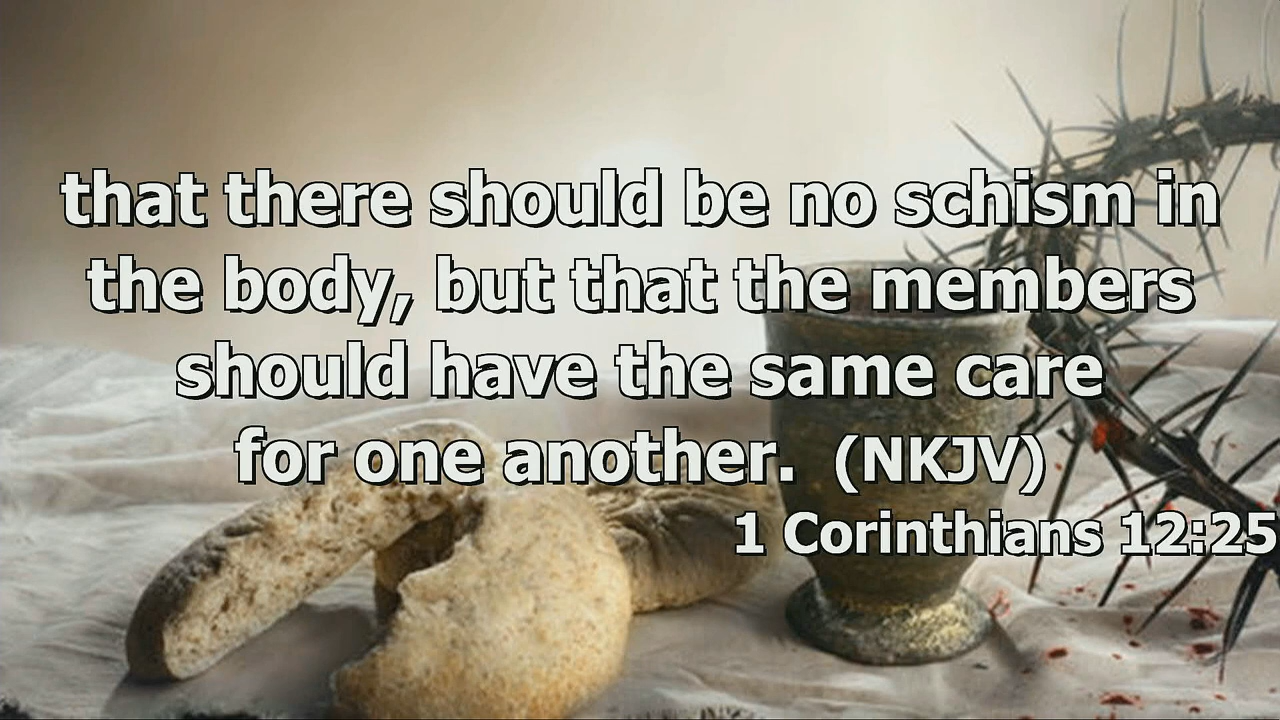 that there should be no schism in
the body, but that the members
should have the same care
for one another.  (NKJV)
1 Corinthians 12:25